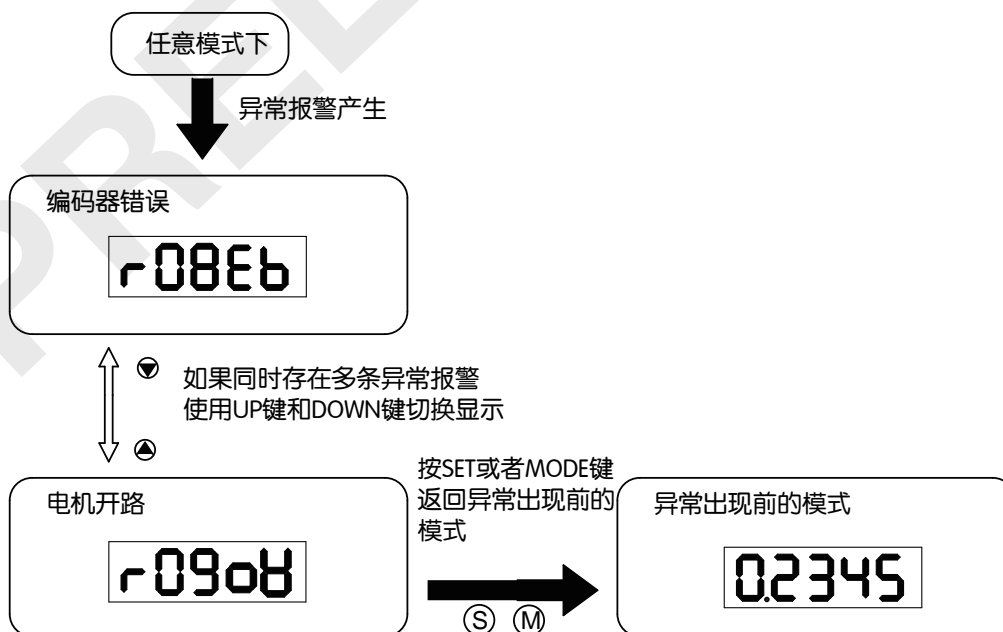 任意模式下
异常报警产生
编码器错误
r08Eb
如果同时存在多条异常报警
使用UP键和DOWN键切换显示
电机开路
按SET或者MODE键
返回异常出现前的
模式
异常出现前的模式
0.2345
S M